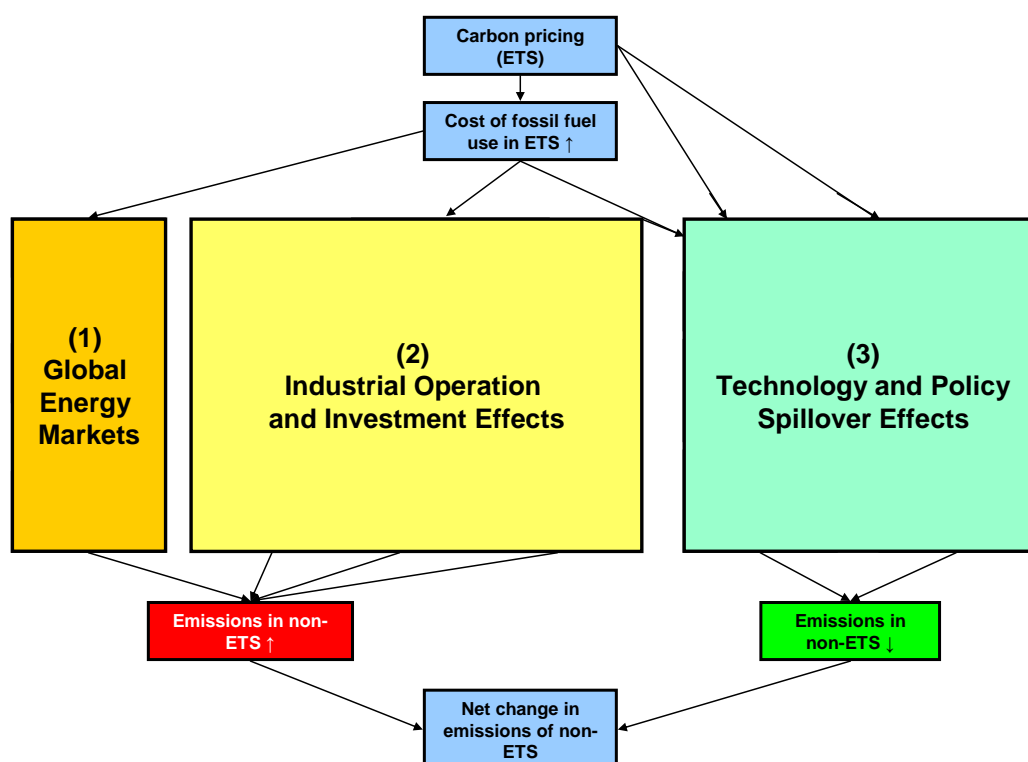 Carbon pricing
(ETS)
Cost of fossil fuel
use in ETS ↑
(1)
Global
Energy
Markets
(2)
Industrial Operation
and Investment Effects
(3)
Technology and Policy
Spillover Effects
Emissions in non-
ETS ↑
Emissions in
non-ETS ↓
Net change in
emissions of non-
ETS